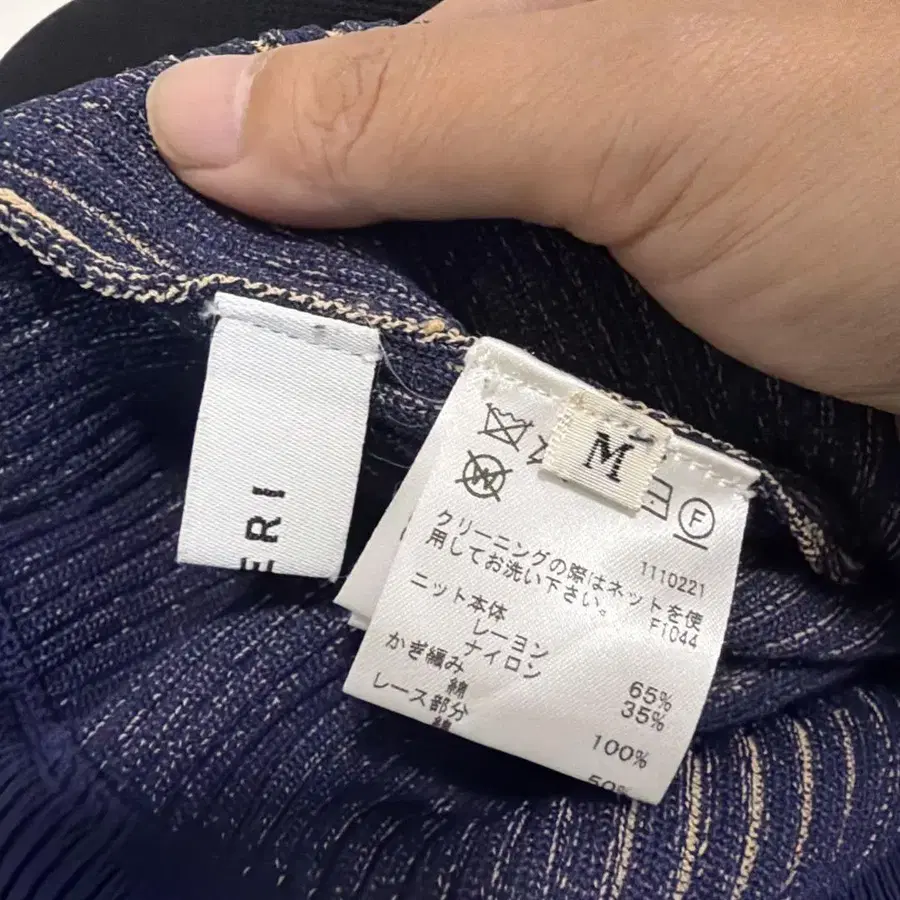 ERI
M
W
F
クリーニングの際はネットを使
用してお洗い下さい。
1110221
F1044
ニット本体
レーヨン 65%
ナイロン 35%
かぎ編み
綿 100%
レース部分
綿 50%